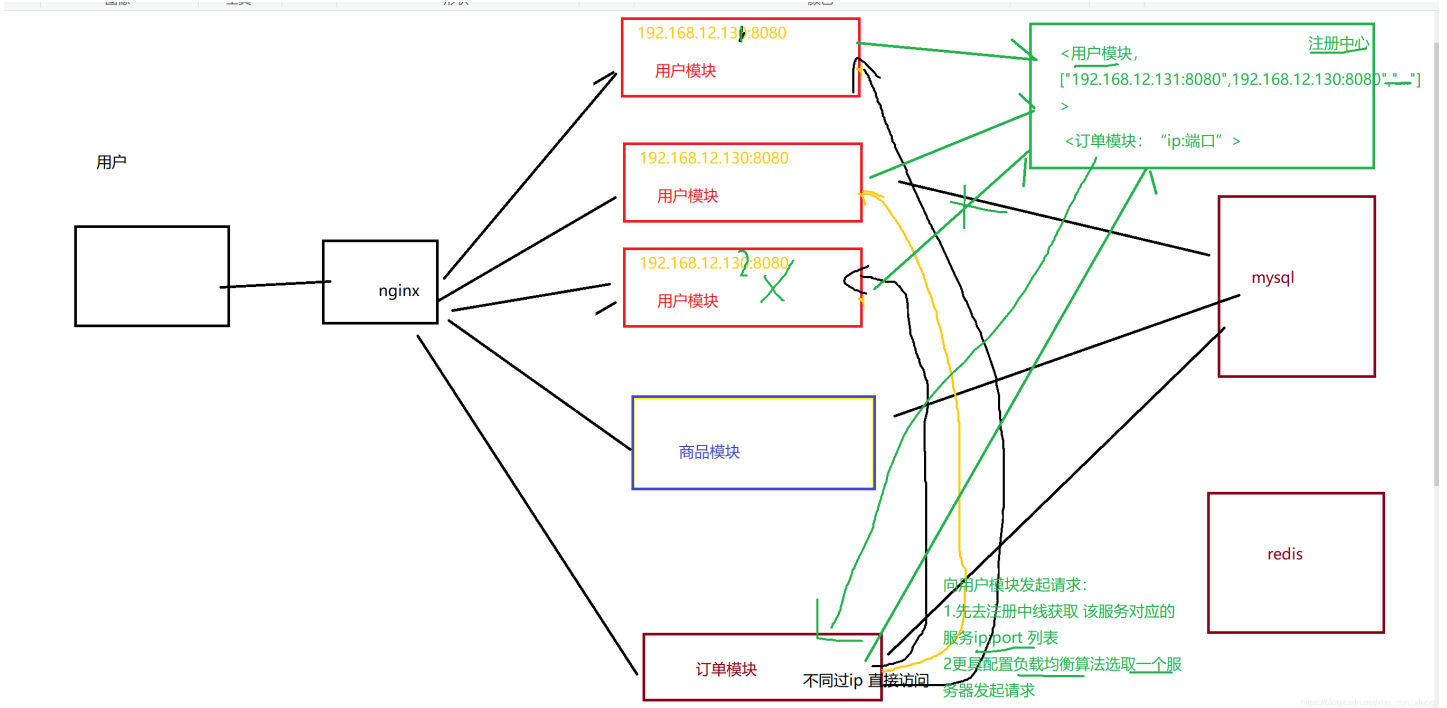 192.168.12.131:8080
用户模块
注册中心
<用户模块，
["192.168.12.131:8080",192.168.12.130:8080","..."]
>
<订单模块：“ip:端口”>
用户
192.168.12.130:8080
用户模块
192.168.12.132:8080
用户模块
nginx
mysql
商品模块
redis
向用户模块发起请求：
1.先去注册中线获取 该服务对应的
服务ip port 列表
2更具配置负载均衡算法选取一个服
务器发起请求
订单模块
不同过ip 直接访问